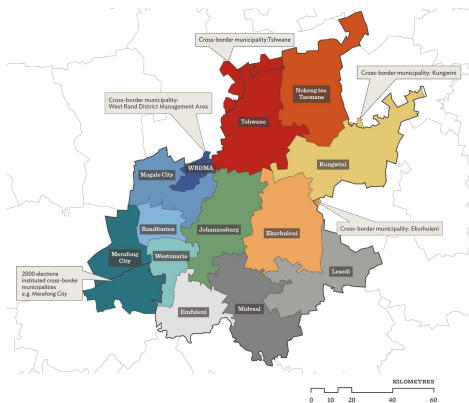 Cross-border municipality:Tshwane
Cross-border municipality: Kungwini
Nokeng tsa
Taemane
Cross-border municipality:
West Rand District Management Area
Tshwane
Kungwini
WRDMA
Mogale City
Randfontein
Johannesburg
Ekurhuleni
Cross-border municipality: Ekurhuleni
Merafong
City
Westonaria
Lesedi
2000 elections
instituted cross-border
municipalities
e.g. Merafong City
Emfuleni
Midvaal
KILOMETRES
0 10 20 40 60